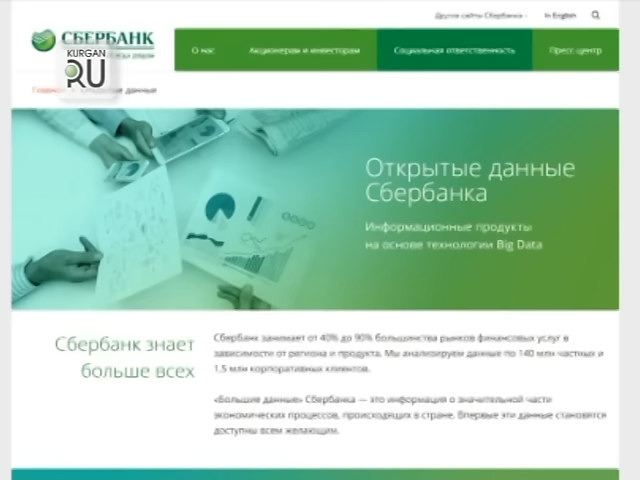 Другие сайты Сбербанка In English
СБЕРБАНК
KURGAN
RU
О нас Акционерам и инвесторам Социальная ответственность Пресс-центр
Открытые данные
Открытые данные
Сбербанка
Информационные продукты
на основе технологии Big Data
Сбербанк знает
больше всех
Сбербанк занимает от 40% до 90% большинства рынков финансовых услуг в
зависимости от региона и продукта. Мы анализируем данные по 140 млн частных и
1,5 млн корпоративных клиентов.
«Большие данные» Сбербанка — это информация о значительной части
экономических процессов, происходящих в стране. Впервые эти данные становятся
доступны всем желающим.